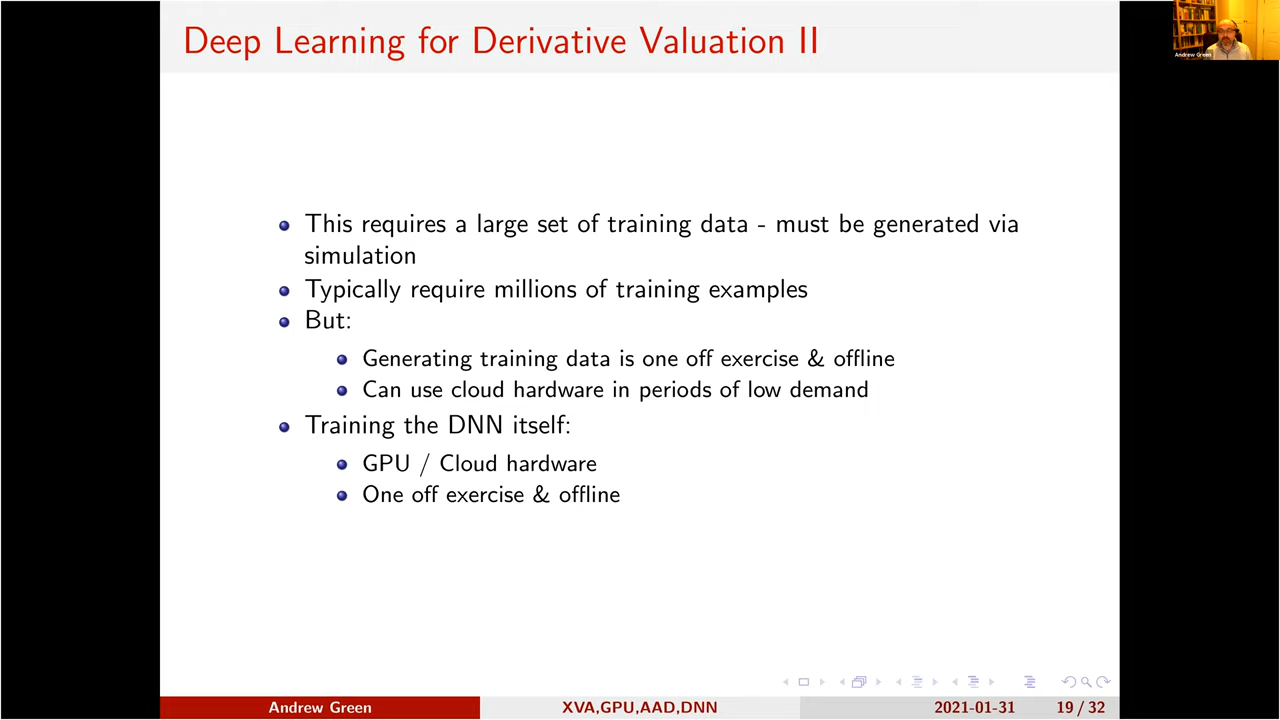 Deep Learning for Derivative Valuation II
Andrew Green
This requires a large set of training data - must be generated via
simulation
Typically require millions of training examples
But:
Generating training data is one off exercise & offline
Can use cloud hardware in periods of low demand
Training the DNN itself:
GPU / Cloud hardware
One off exercise & offline
Andrew Green
XVA,GPU,AAD,DNN
2021-01-31
19 / 32